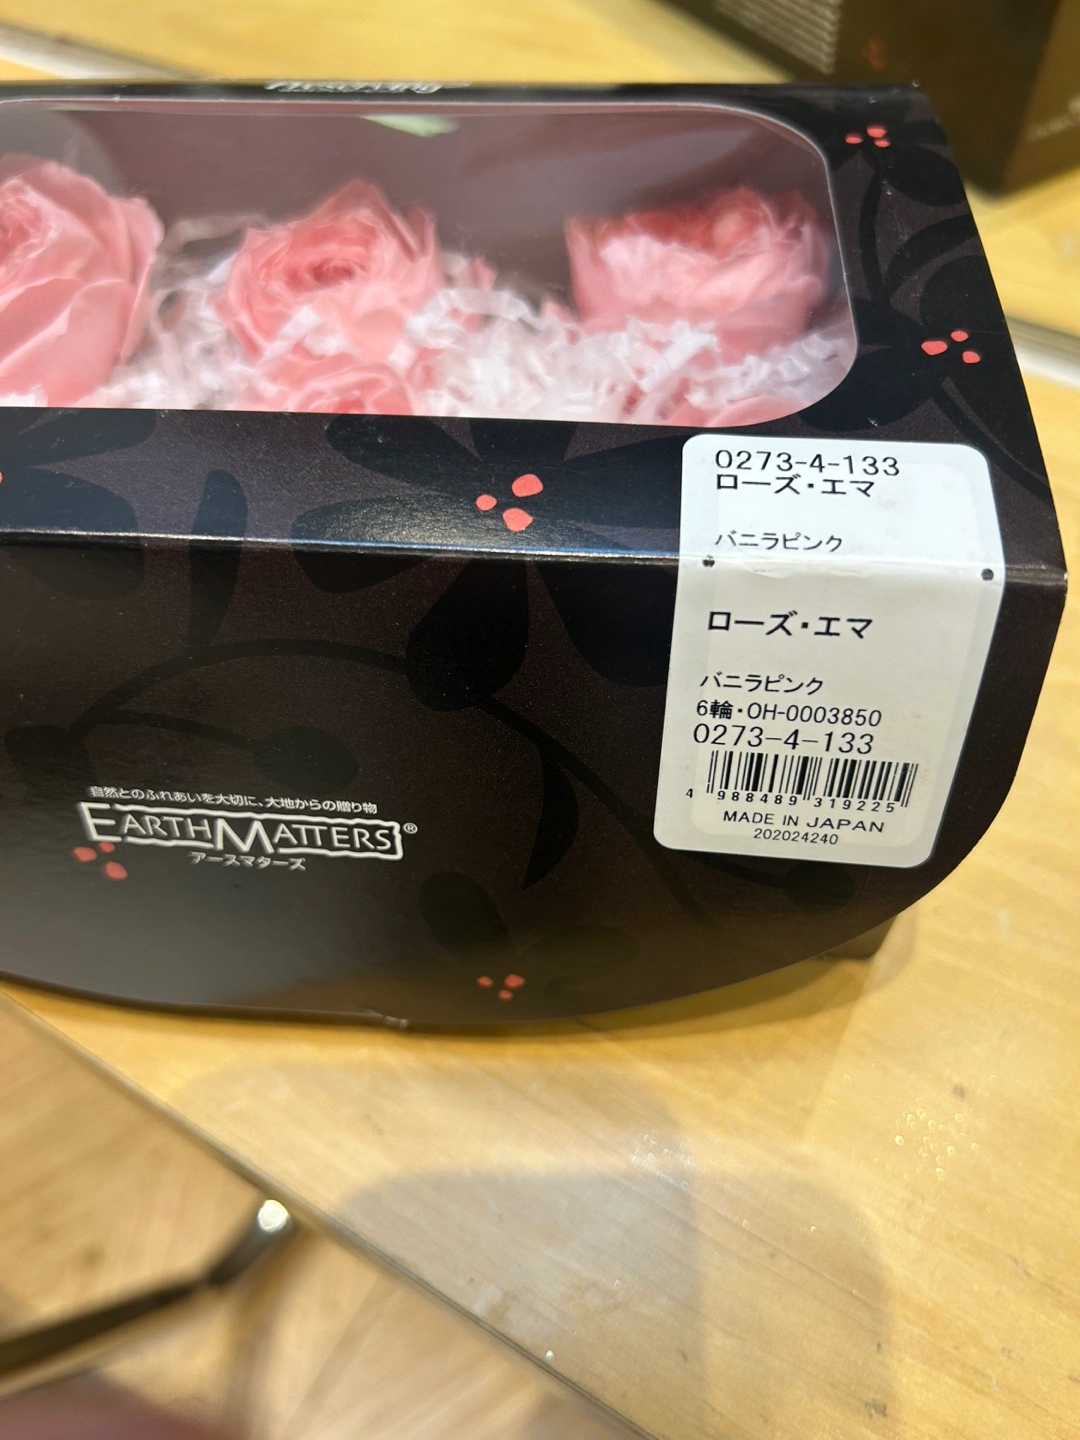 0273-4-133
ローズ・エマ
バニラピンク
ローズ・エマ
バニラピンク
6輪・OH-0003850
0273-4-133
4 988489 319225
MADE IN JAPAN
202024240
自然とのふれあいを大切に、大地からの贈り物
EARTH MATTERS®
アースマターズ